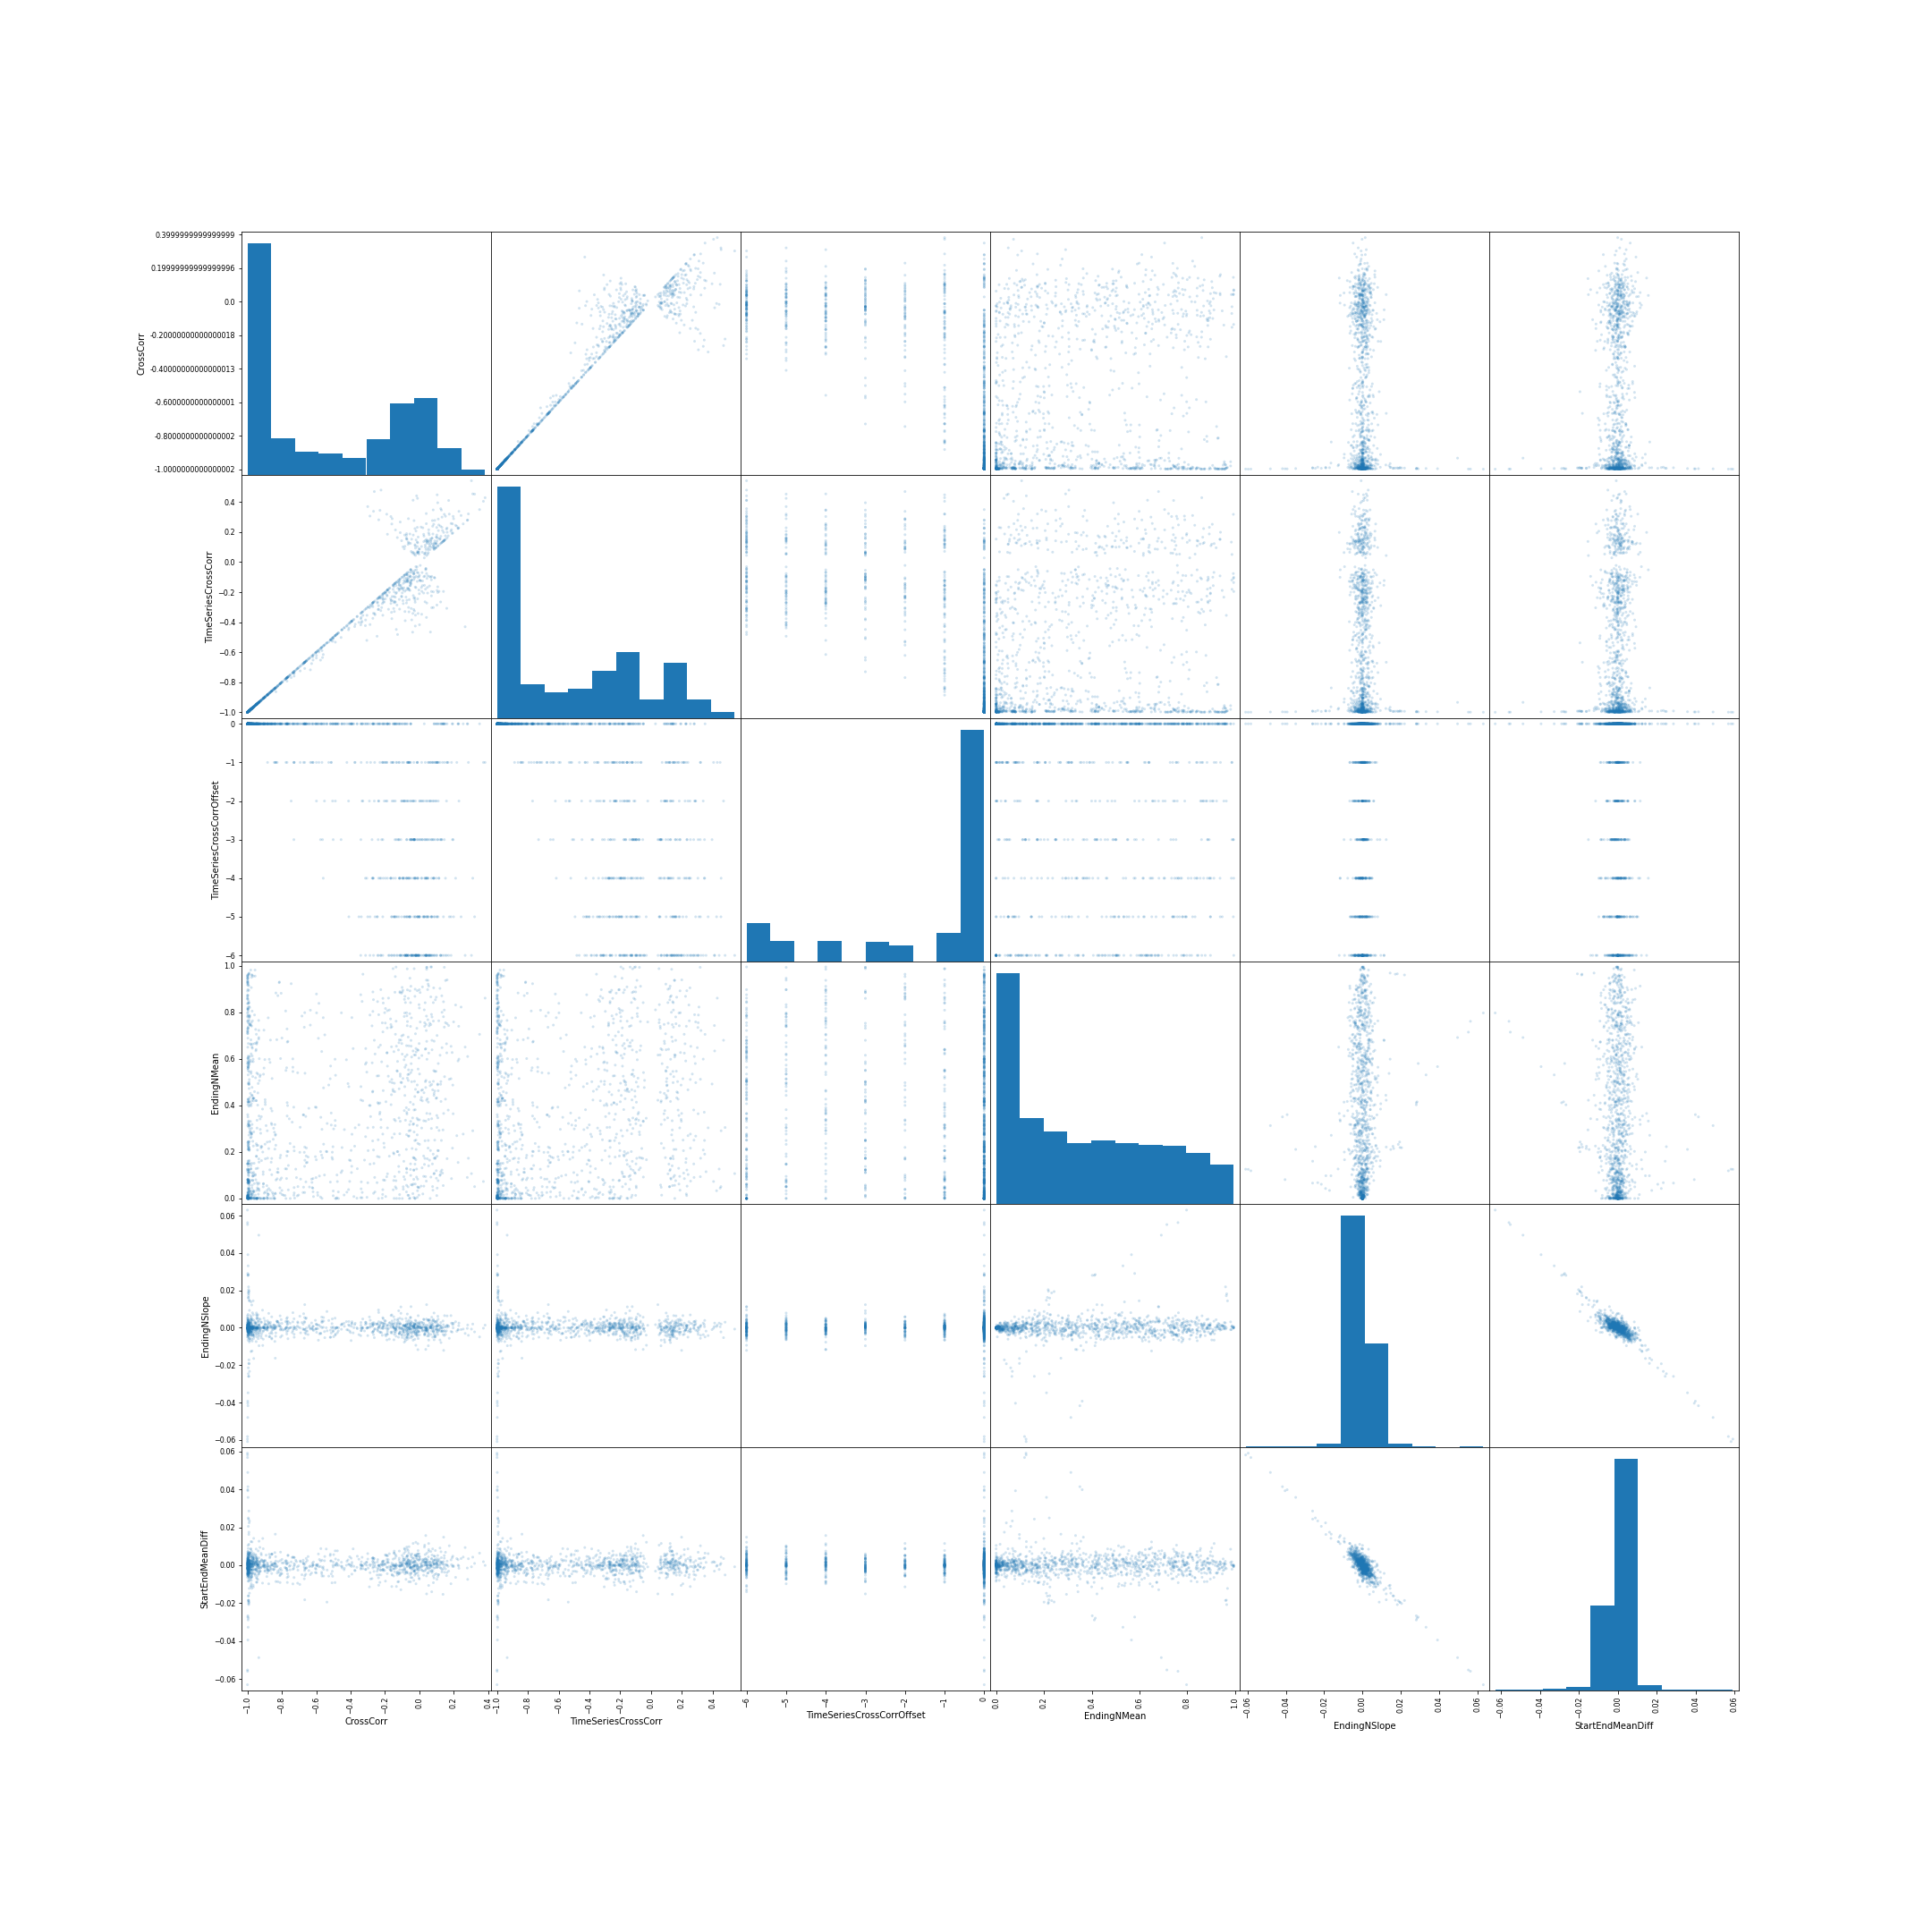 0.3999999999999999
0.19999999999999996
0.0
-0.20000000000000018
-0.40000000000000013
-0.6000000000000001
-0.8000000000000002
-1.0000000000000002
CrossCorr
0.4
0.2
0.0
−0.2
−0.4
−0.6
−0.8
−1.0
TimeSeriesCrossCorr
0
−1
−2
−3
−4
−5
−6
TimeSeriesCrossCorrOffset
1.0
0.8
0.6
0.4
0.2
0.0
EndingNMean
0.06
0.04
0.02
0.00
−0.02
−0.04
−0.06
EndingNSlope
0.06
0.04
0.02
0.00
−0.02
−0.04
−0.06
StartEndMeanDiff
−1.0 −0.8 −0.6 −0.4 −0.2 0.0 0.2 0.4
CrossCorr
−1.0 −0.8 −0.6 −0.4 −0.2 0.0 0.2 0.4
TimeSeriesCrossCorr
−6 −5 −4 −3 −2 −1 0
TimeSeriesCrossCorrOffset
0.0 0.2 0.4 0.6 0.8 1.0
EndingNMean
−0.06 −0.04 −0.02 0.00 0.02 0.04 0.06
EndingNSlope
−0.06 −0.04 −0.02 0.00 0.02 0.04 0.06
StartEndMeanDiff